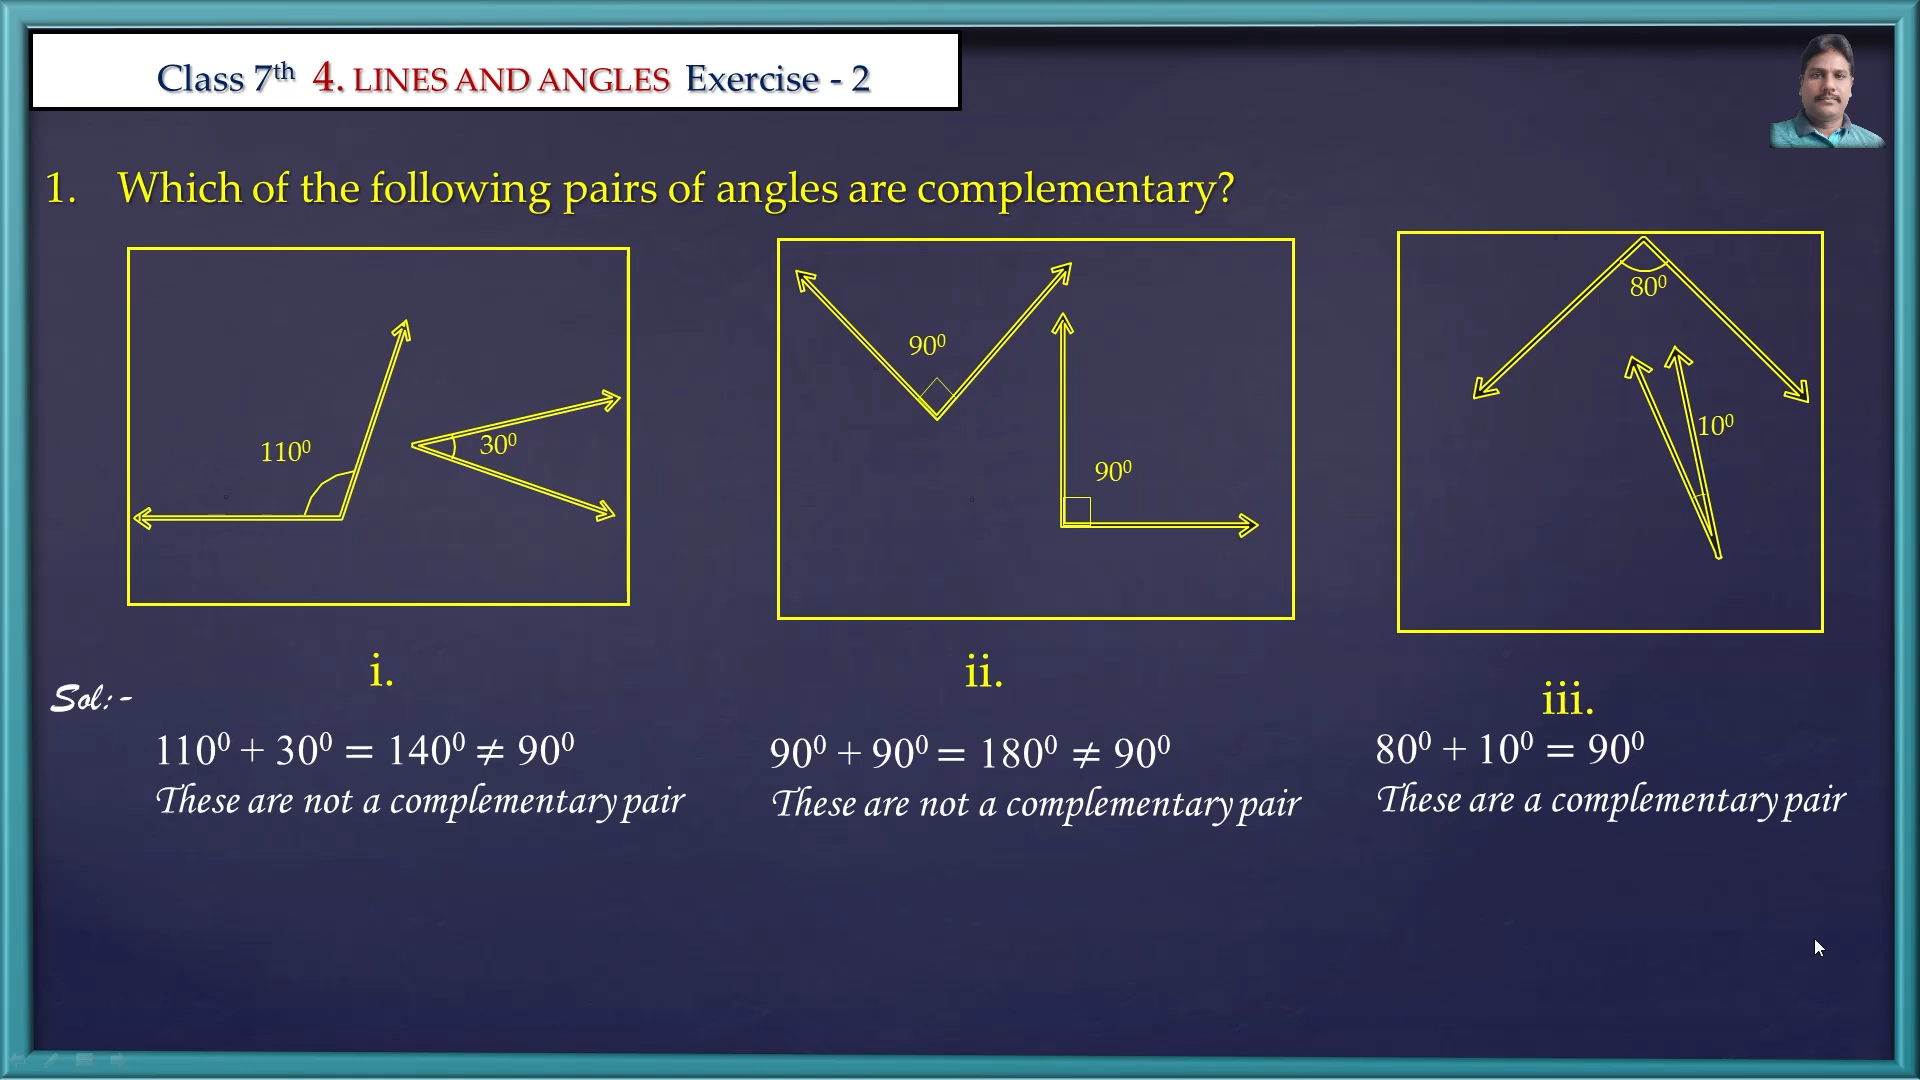 Class 7th 4. LINES AND ANGLES Exercise - 2
1. Which of the following pairs of angles are complementary?
110⁰
30⁰
90⁰
90⁰
80⁰
10⁰
i.
ii.
iii.
Sol:-
110⁰ + 30⁰ = 140⁰ ≠ 90⁰
These are not a complementary pair
90⁰ + 90⁰ = 180⁰ ≠ 90⁰
These are not a complementary pair
80⁰ + 10⁰ = 90⁰
These are a complementary pair